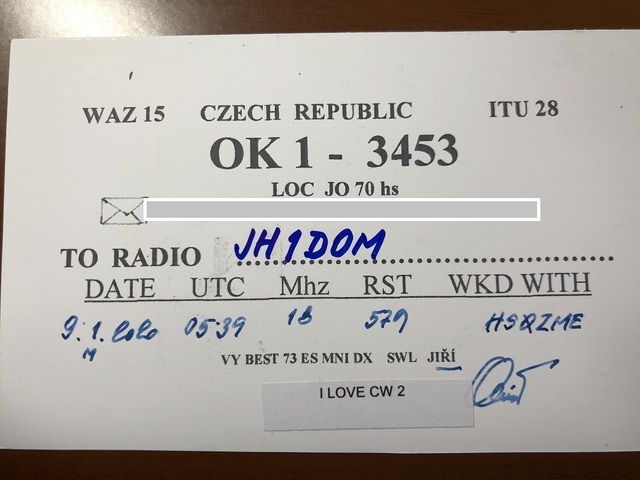 WAZ 15 CZECH REPUBLIC ITU 28
OK 1 - 3453
LOC JO 70 hs
TO RADIO JH1DOM
DATE UTC Mhz RST WKD WITH
9. 1. 2020 05:39 18 579 HS0ZME
M
VY BEST 73 ES MNI DX SWL JIŘÍ
I LOVE CW 2